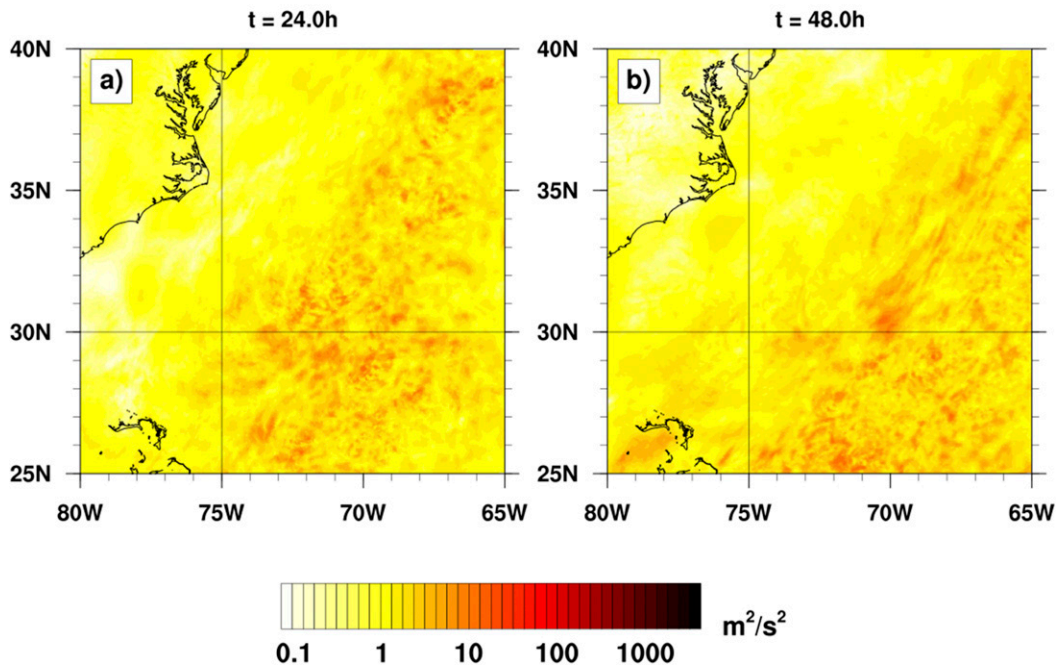 t = 24.0h
t = 48.0h
40N
35N
30N
25N
a)
80W
75W
70W
65W
40N
35N
30N
25N
b)
80W
75W
70W
65W
0.1
1
10
100
1000
m²/s²